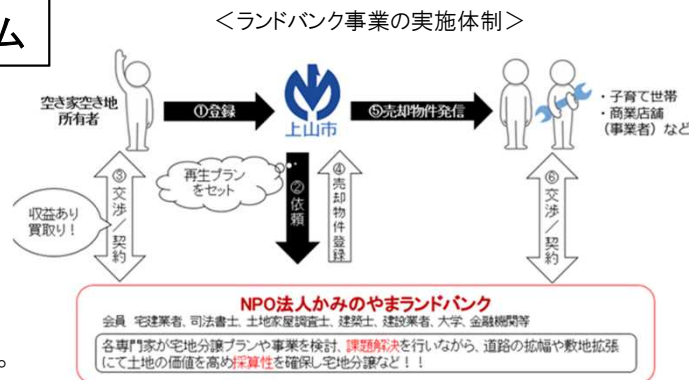 ム
＜ランドバンク事業の実施体制＞
空き家空き地
所有者
①登録
上山市
⑤売却物件発信
・子育て世帯
・商業店舗
（事業者）など
再生プラン
をセット
②依頼
④売却物件登録
③交渉／契約
⑥交渉／契約
収益あり
買取り！
NPO法人かみのやまランドバンク
会員　宅建業者、司法書士、土地家屋調査士、建築士、建設業者、大学、金融機関等
各専門家が宅地分譲プランや事業を検討、課題解決を行いながら、道路の拡幅や敷地拡張
にて土地の価値を高め採算性を確保し宅地分譲など！！
。